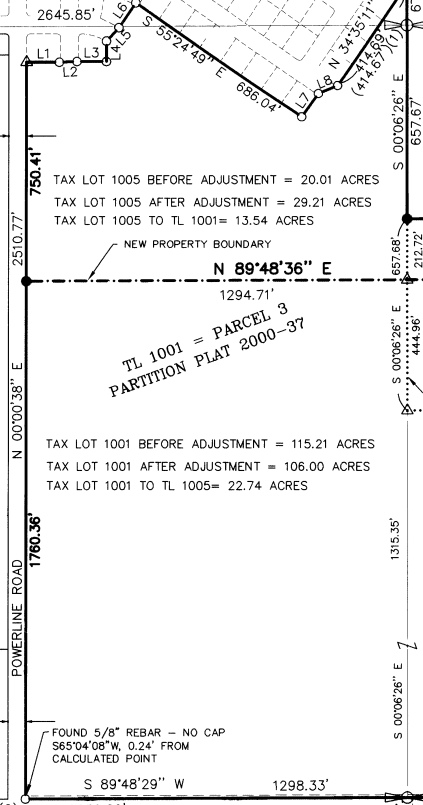 2645.85'
L1
L2
L3
L4
L5
L6
S 55°24'49" E
686.04'
L7
L8
N 34°35'11"
414.69'
(414.67')(1)
S 00°06'26" E
657.67'
750.41'
2510.77'
TAX LOT 1005 BEFORE ADJUSTMENT = 20.01 ACRES
TAX LOT 1005 AFTER ADJUSTMENT = 29.21 ACRES
TAX LOT 1005 TO TL 1001= 13.54 ACRES
NEW PROPERTY BOUNDARY
N 89°48'36" E
1294.71'
657.68'
212.72'
TL 1001 = PARCEL 3
PARTITION PLAT 2000-37
S 00°06'26" E
444.96'
N 00°00'38" E
TAX LOT 1001 BEFORE ADJUSTMENT = 115.21 ACRES
TAX LOT 1001 AFTER ADJUSTMENT = 106.00 ACRES
TAX LOT 1001 TO TL 1005= 22.74 ACRES
1760.36'
1315.35'
POWERLINE ROAD
S 00°06'26" E
FOUND 5/8" REBAR – NO CAP
S65°04'08"W, 0.24' FROM
CALCULATED POINT
S 89°48'29" W
1298.33'